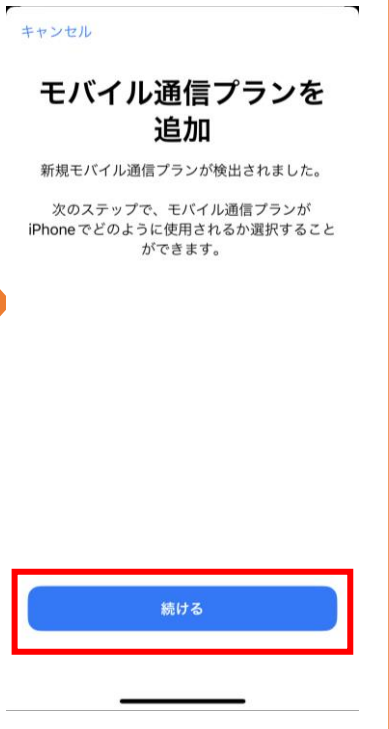 キャンセル
モバイル通信プランを
追加
新規モバイル通信プランが検出されました。
次のステップで、モバイル通信プランが
iPhoneでどのように使用されるか選択すること
ができます。
続ける